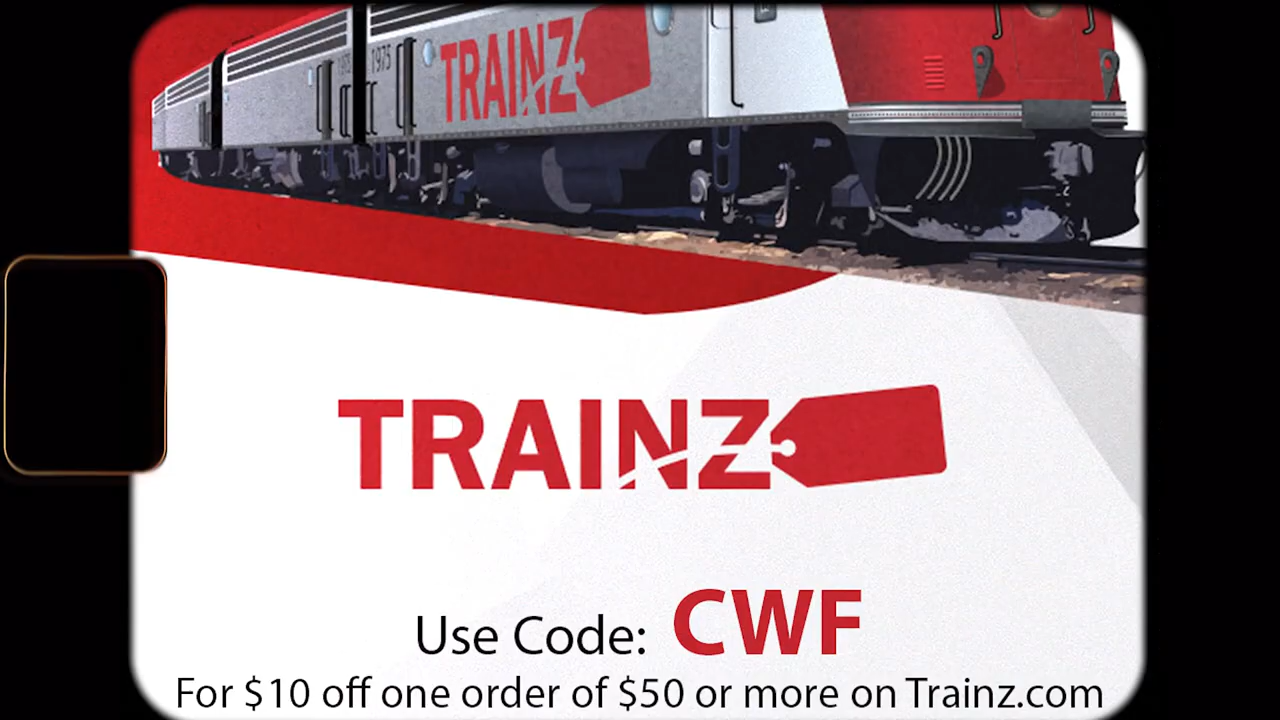 1975
TRAINZ
TRAINZ
Use Code: CWF
For $10 off one order of $50 or more on Trainz.com